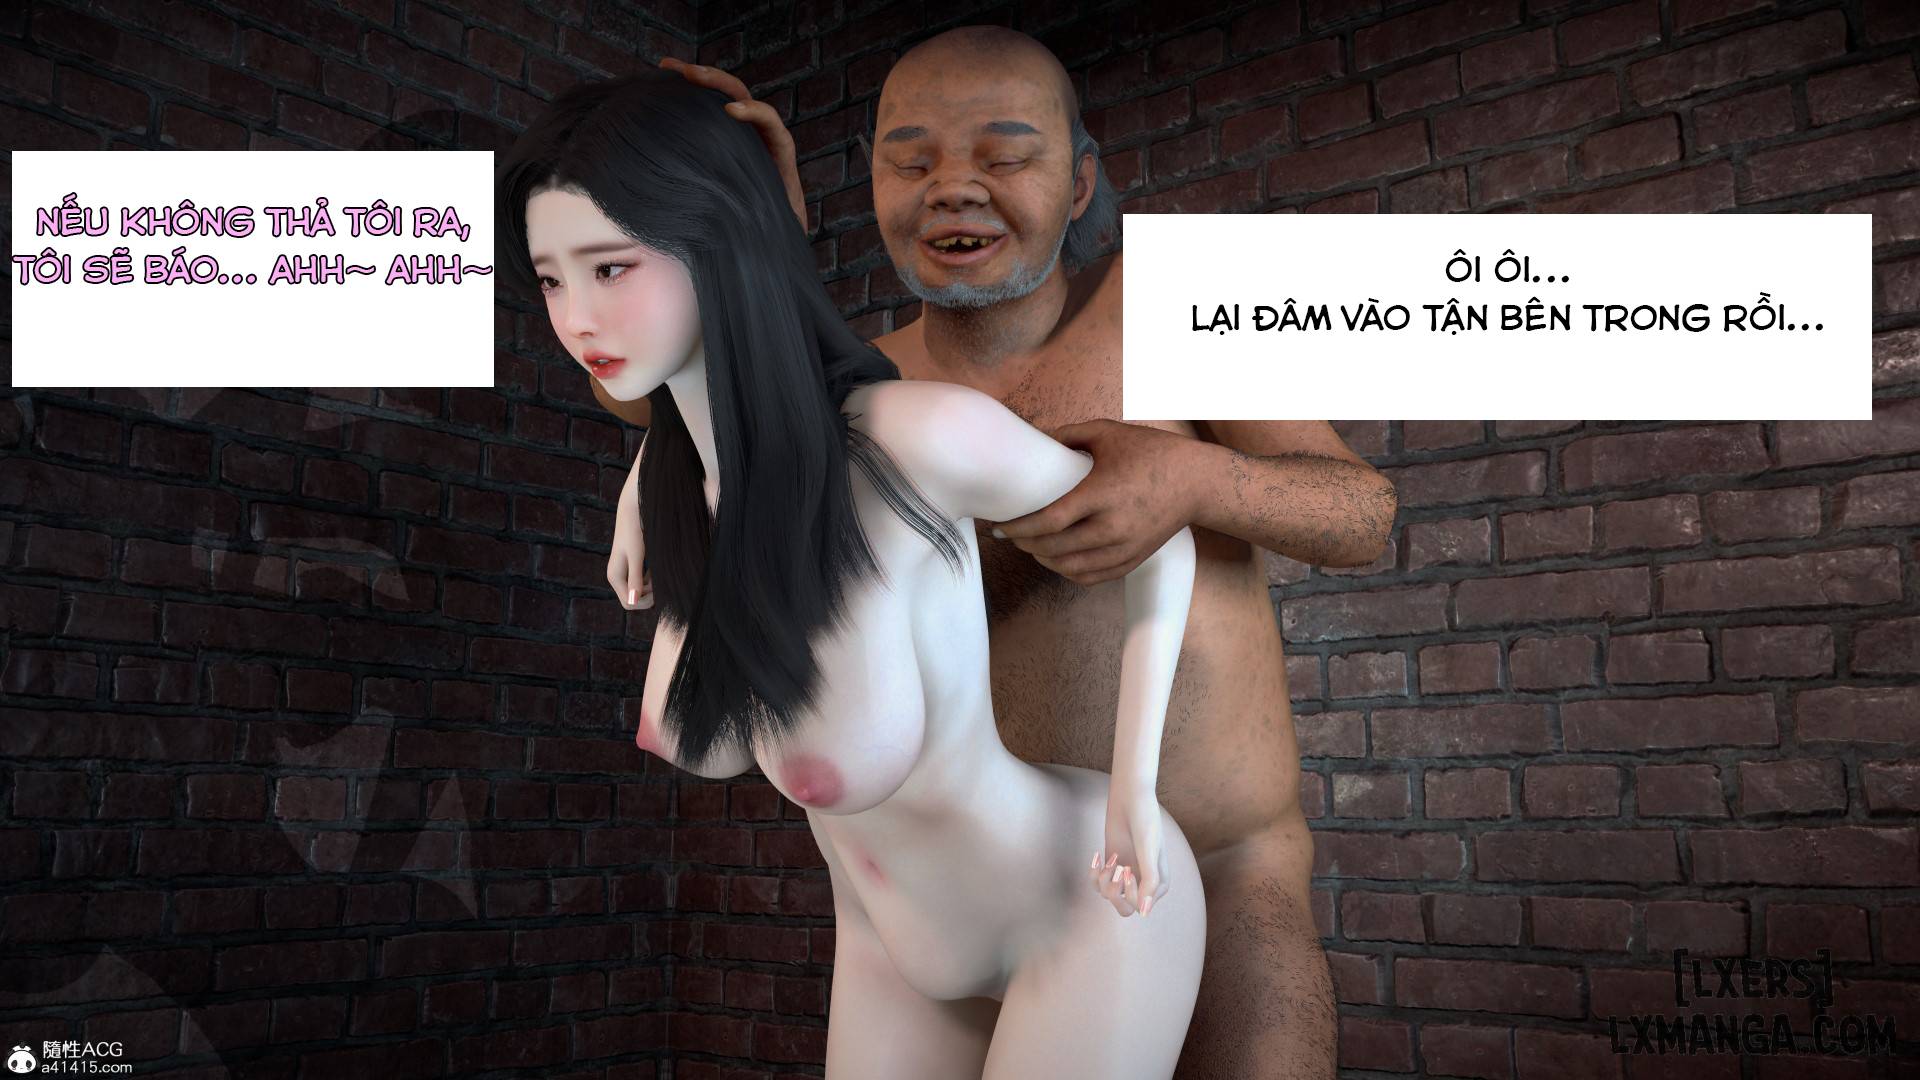 NẾU KHÔNG THẢ TÔI RA,
TÔI SẼ BÁO... AHH~ AHH~
ÔI ÔI...
LẠI ĐÂM VÀO TẬN BÊN TRONG RỒI...
[LXERS]
LXMANGA.COM
隨性ACG
a41415.com